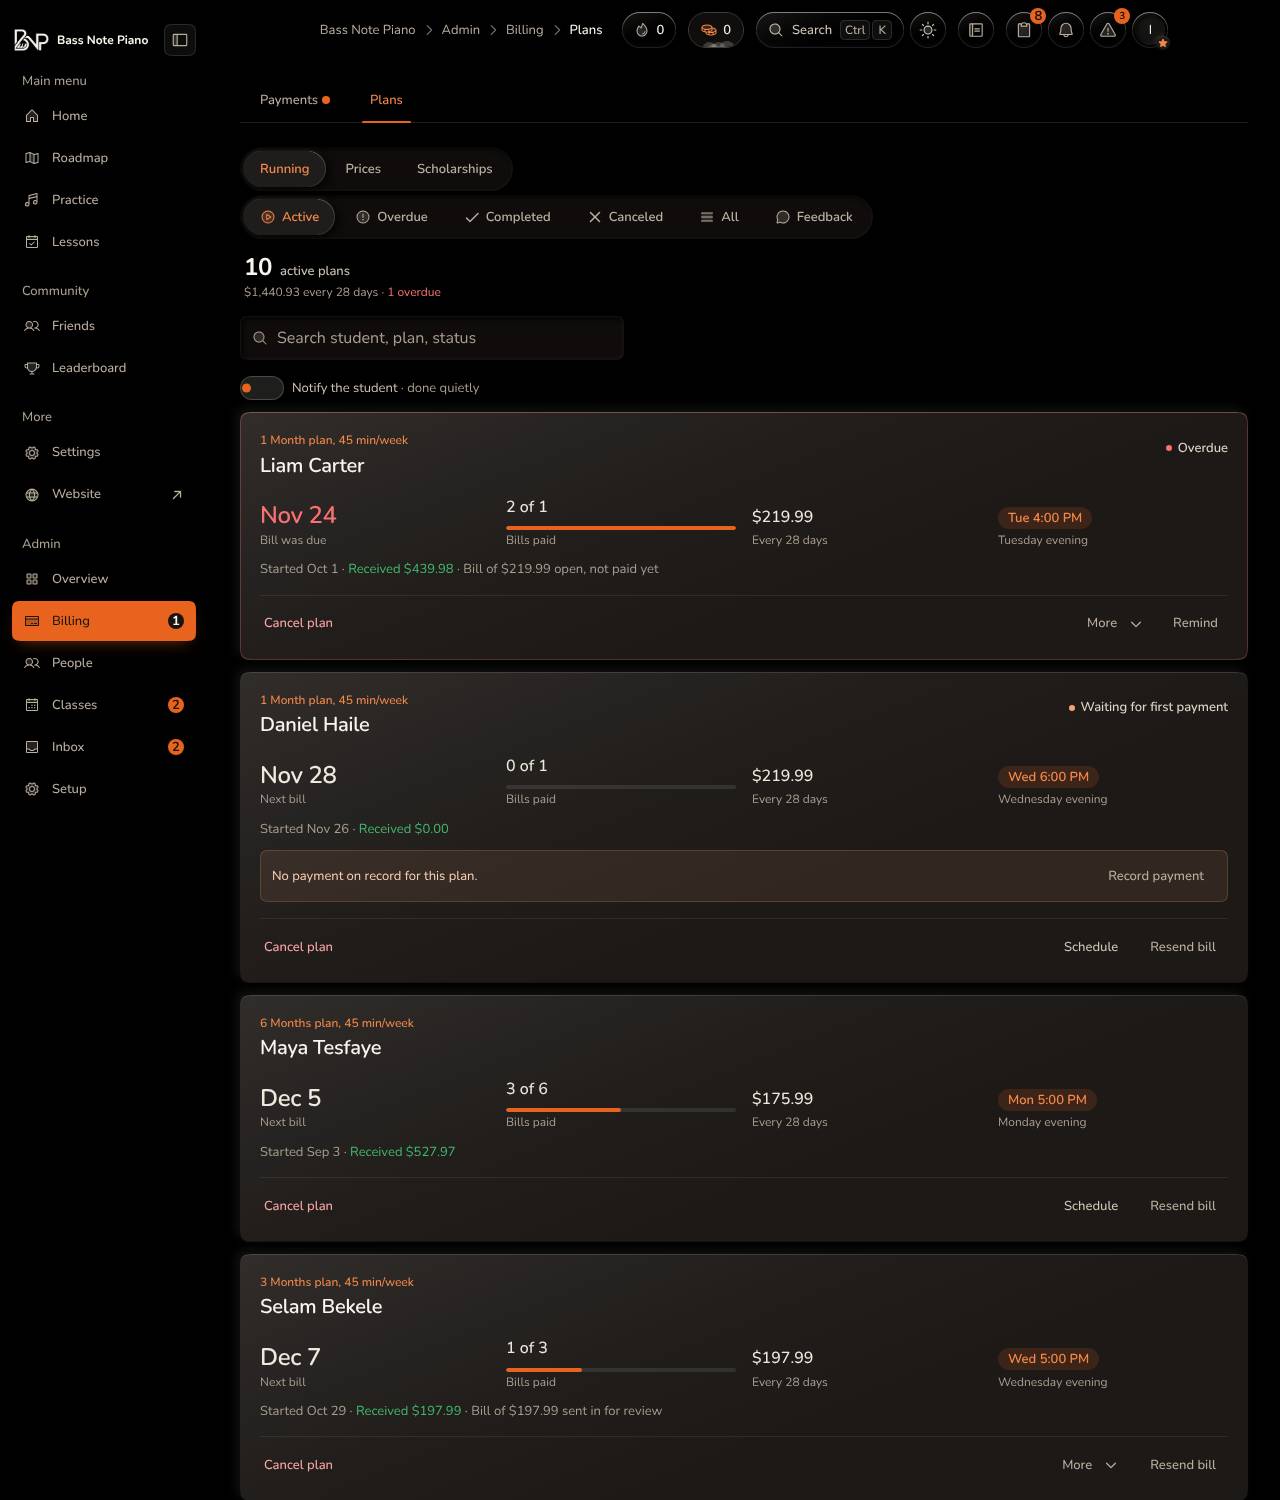 Bass Note Piano
Bass Note Piano
Admin
Billing
Plans
0
0
Search
Ctrl
K
8
3
I
Main menu
Home
Roadmap
Practice
Lessons
Community
Friends
Leaderboard
More
Settings
Website
Admin
Overview
Billing
1
People
Classes
2
Inbox
2
Setup
Payments
Plans
Running
Prices
Scholarships
Active
Overdue
Completed
Canceled
All
Feedback
10 active plans
$1,440.93 every 28 days · 1 overdue
Search student, plan, status
Notify the student · done quietly
1 Month plan, 45 min/week
Overdue
Liam Carter
Nov 24
2 of 1
$219.99
Tue 4:00 PM
Bill was due
Bills paid
Every 28 days
Tuesday evening
Started Oct 1 · Received $439.98 · Bill of $219.99 open, not paid yet
Cancel plan
More
Remind
1 Month plan, 45 min/week
Waiting for first payment
Daniel Haile
Nov 28
0 of 1
$219.99
Wed 6:00 PM
Next bill
Bills paid
Every 28 days
Wednesday evening
Started Nov 26 · Received $0.00
No payment on record for this plan.
Record payment
Cancel plan
Schedule
Resend bill
6 Months plan, 45 min/week
Maya Tesfaye
Dec 5
3 of 6
$175.99
Mon 5:00 PM
Next bill
Bills paid
Every 28 days
Monday evening
Started Sep 3 · Received $527.97
Cancel plan
Schedule
Resend bill
3 Months plan, 45 min/week
Selam Bekele
Dec 7
1 of 3
$197.99
Wed 5:00 PM
Next bill
Bills paid
Every 28 days
Wednesday evening
Started Oct 29 · Received $197.99 · Bill of $197.99 sent in for review
Cancel plan
More
Resend bill